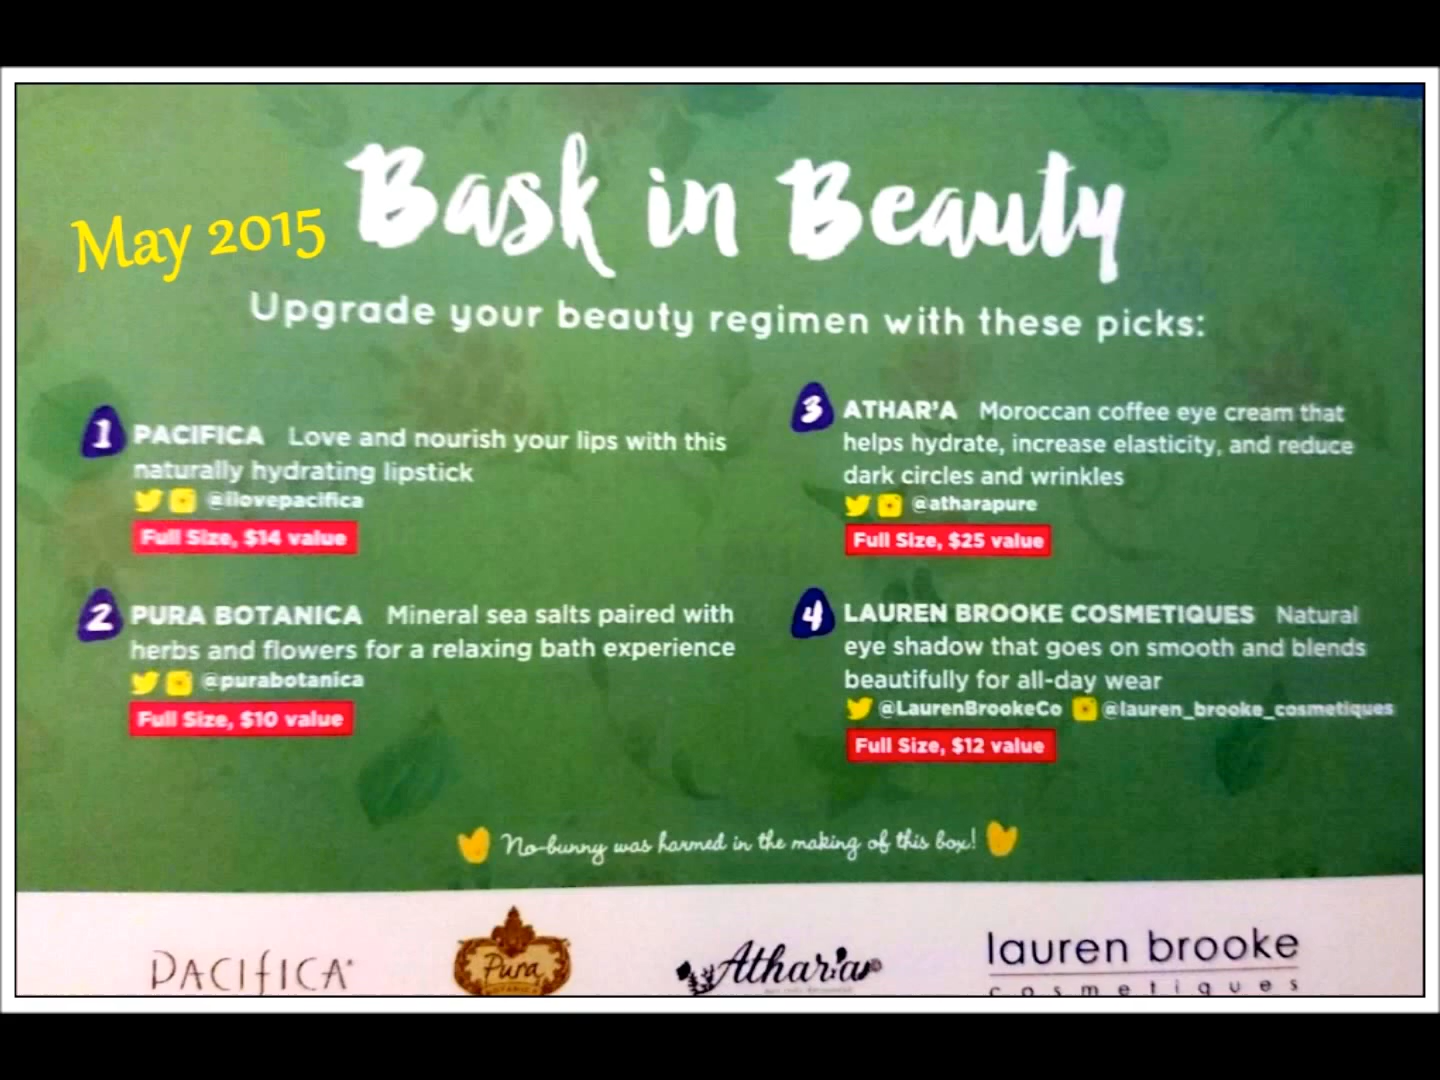 May 2015
Bask in Beauty
Upgrade your beauty regimen with these picks:
1 PACIFICA Love and nourish your lips with this
naturally hydrating lipstick
@ilovepacifica
Full Size, $14 value
2 PURA BOTANICA Mineral sea salts paired with
herbs and flowers for a relaxing bath experience
@purabotanica
Full Size, $10 value
3 ATHAR'A Moroccan coffee eye cream that
helps hydrate, increase elasticity, and reduce
dark circles and wrinkles
@atharapure
Full Size, $25 value
4 LAUREN BROOKE COSMETIQUES Natural
eye shadow that goes on smooth and blends
beautifully for all-day wear
@LaurenBrookeCo @lauren_brooke_cosmetiques
Full Size, $12 value
No-bunny was harmed in the making of this box!
PACIFICA
Pura
BOTANICA
Athar'a
lauren brooke
cosmetiques